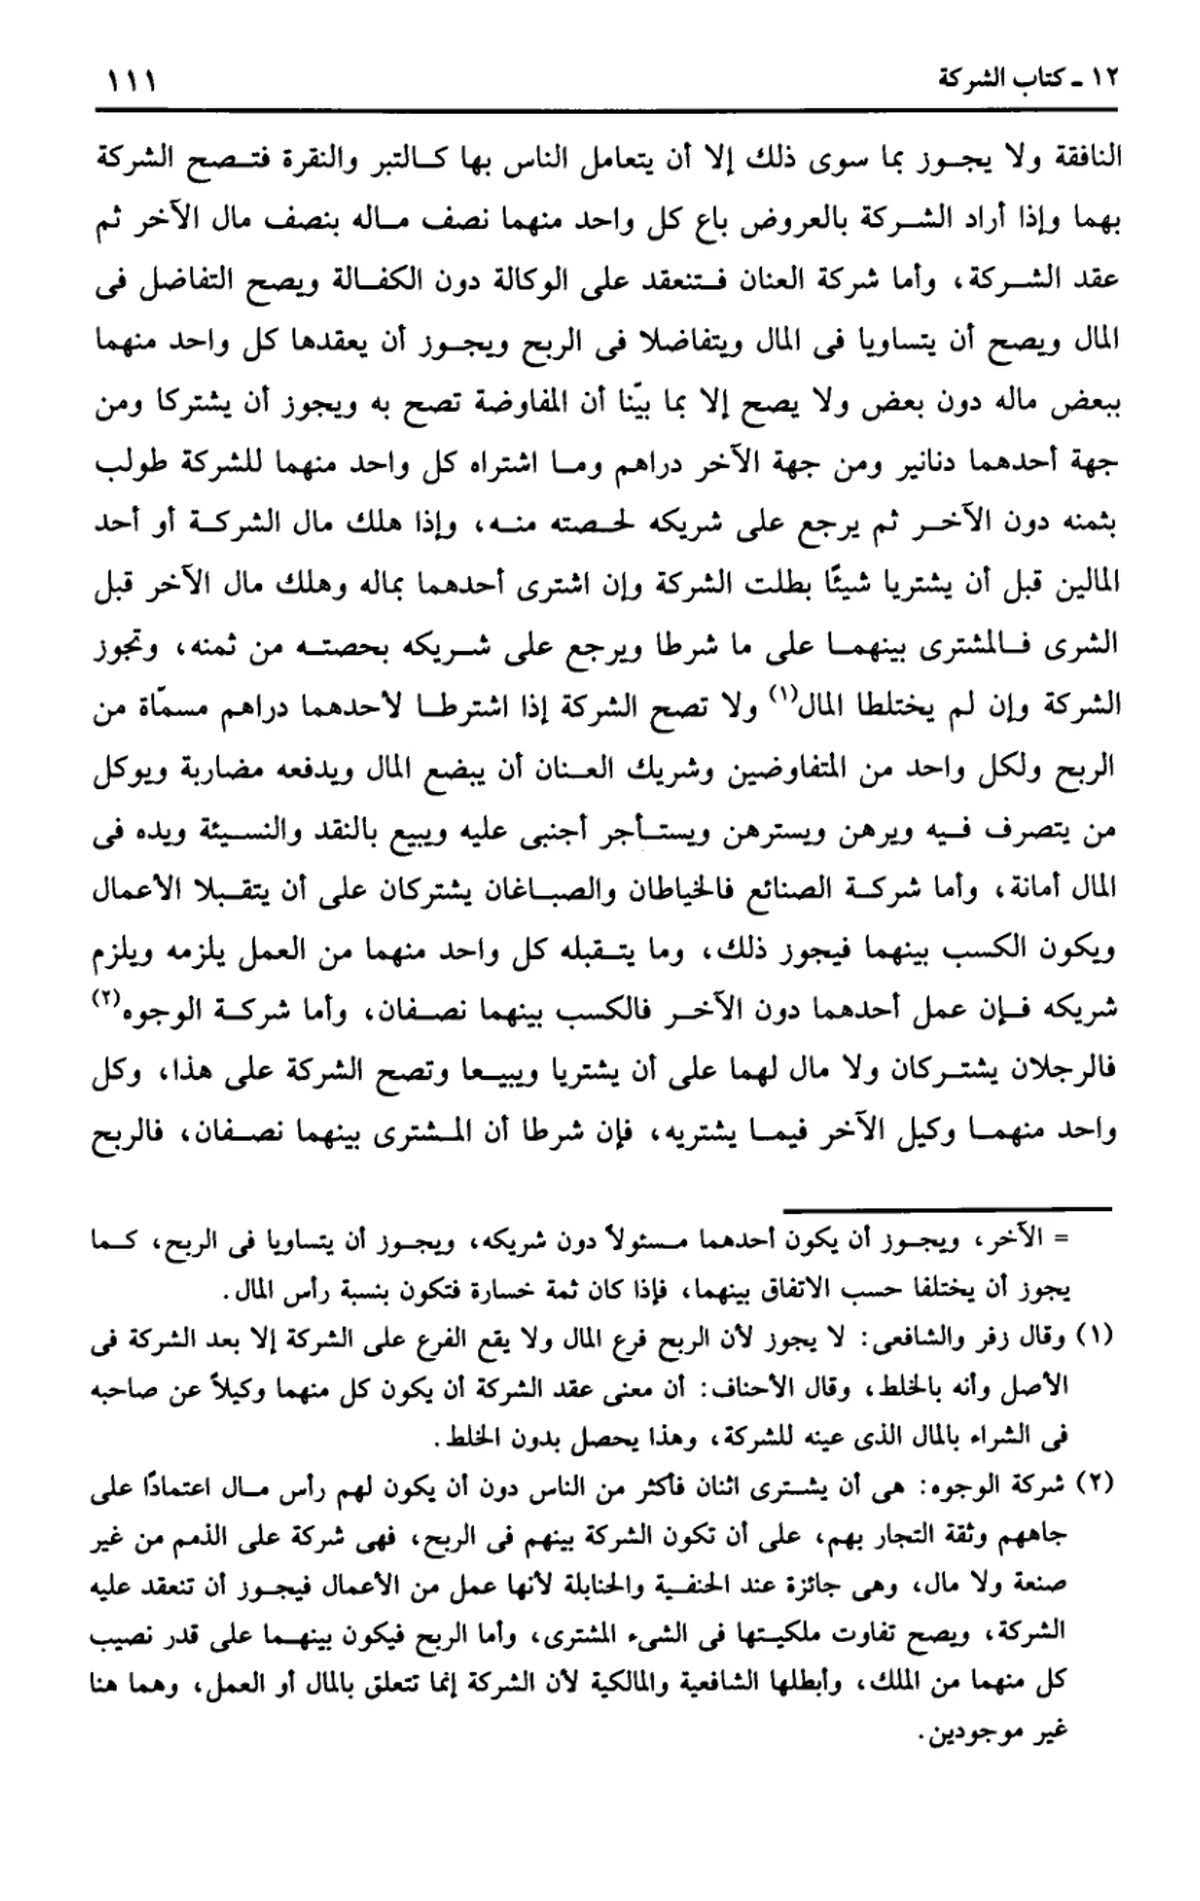 ١٢ ـ كتاب الشركة ١١١
النافقة ولا يجوز بما سوى ذلك إلا أن يتعامل الناس بها كالتبر والنقرة فتصح الشركة
بهما وإذا أراد الشركة بالعروض باع كل واحد منهما نصف ماله بنصف مال الآخر ثم
عقد الشركة، وأما شركة العنان فتنعقد على الوكالة دون الكفالة ويصح التفاضل فى
المال ويصح أن يتساويا فى المال ويتفاضلا فى الربح ويجوز أن يعقدها كل واحد منهما
ببعض ماله دون بعض ولا يصح إلا بما بيّنا أن المفاوضة تصح به ويجوز أن يشتركا ومن
جهة أحدهما دنانير ومن جهة الآخر دراهم وما اشتراه كل واحد منهما للشركة طولب
بثمنه دون الآخر ثم يرجع على شريكه لحصته منه، وإذا هلك مال الشركة أو أحد
المالين قبل أن يشتريا شيئًا بطلت الشركة وإن اشترى أحدهما بماله وهلك مال الآخر قبل
الشرى فالمشترى بينهما على ما شرطا ويرجع على شريكه بحصته من ثمنه، وتجوز
الشركة وإن لم يختلطا المال(١) ولا تصح الشركة إذا اشترطا لأحدهما دراهم مسمّاة من
الربح ولكل واحد من المتفاوضين وشريك العنان أن يبضع المال ويدفعه مضاربة ويوكل
من يتصرف فيه ويرهن ويسترهن ويستأجر أجنبى عليه ويبيع بالنقد والنسيئة ويده فى
المال أمانة، وأما شركة الصنائع فالخياطان والصباغان يشتركان على أن يتقبلا الأعمال
ويكون الكسب بينهما فيجوز ذلك، وما يتقبله كل واحد منهما من العمل يلزمه ويلزم
شريكه فإن عمل أحدهما دون الآخر فالكسب بينهما نصفان، وأما شركة الوجوه(٢)
فالرجلان يشتركان ولا مال لهما على أن يشتريا ويبيعا وتصح الشركة على هذا، وكل
واحد منهما وكيل الآخر فيما يشتريه، فإن شرطا أن المشترى بينهما نصفان، فالربح
= الآخر، ويجوز أن يكون أحدهما مسئولاً دون شريكه، ويجوز أن يتساويا فى الربح، كما
يجوز أن يختلفا حسب الاتفاق بينهما، فإذا كان ثمة خسارة فتكون بنسبة رأس المال.
(١) وقال زفر والشافعى: لا يجوز لأن الربح فرع المال ولا يقع الفرع على الشركة إلا بعد الشركة فى
الأصل وأنه بالخلط، وقال الأحناف: أن معنى عقد الشركة أن يكون كل منهما وكيلاً عن صاحبه
فى الشراء بالمال الذى عينه للشركة، وهذا يحصل بدون الخلط.
(٢) شركة الوجوه: هى أن يشترى اثنان فأكثر من الناس دون أن يكون لهم رأس مال اعتمادًا على
جاههم وثقة التجار بهم، على أن تكون الشركة بينهم فى الربح، فهى شركة على الذمم من غير
صنعة ولا مال، وهى جائزة عند الحنفية والحنابلة لأنها عمل من الأعمال فيجوز أن تنعقد عليه
الشركة، ويصح تفاوت ملكيتها فى الشىء المشترى، وأما الربح فيكون بينهما على قدر نصيب
كل منهما من الملك، وأبطلها الشافعية والمالكية لأن الشركة إنما تتعلق بالمال أو العمل، وهما هنا
غير موجودين.